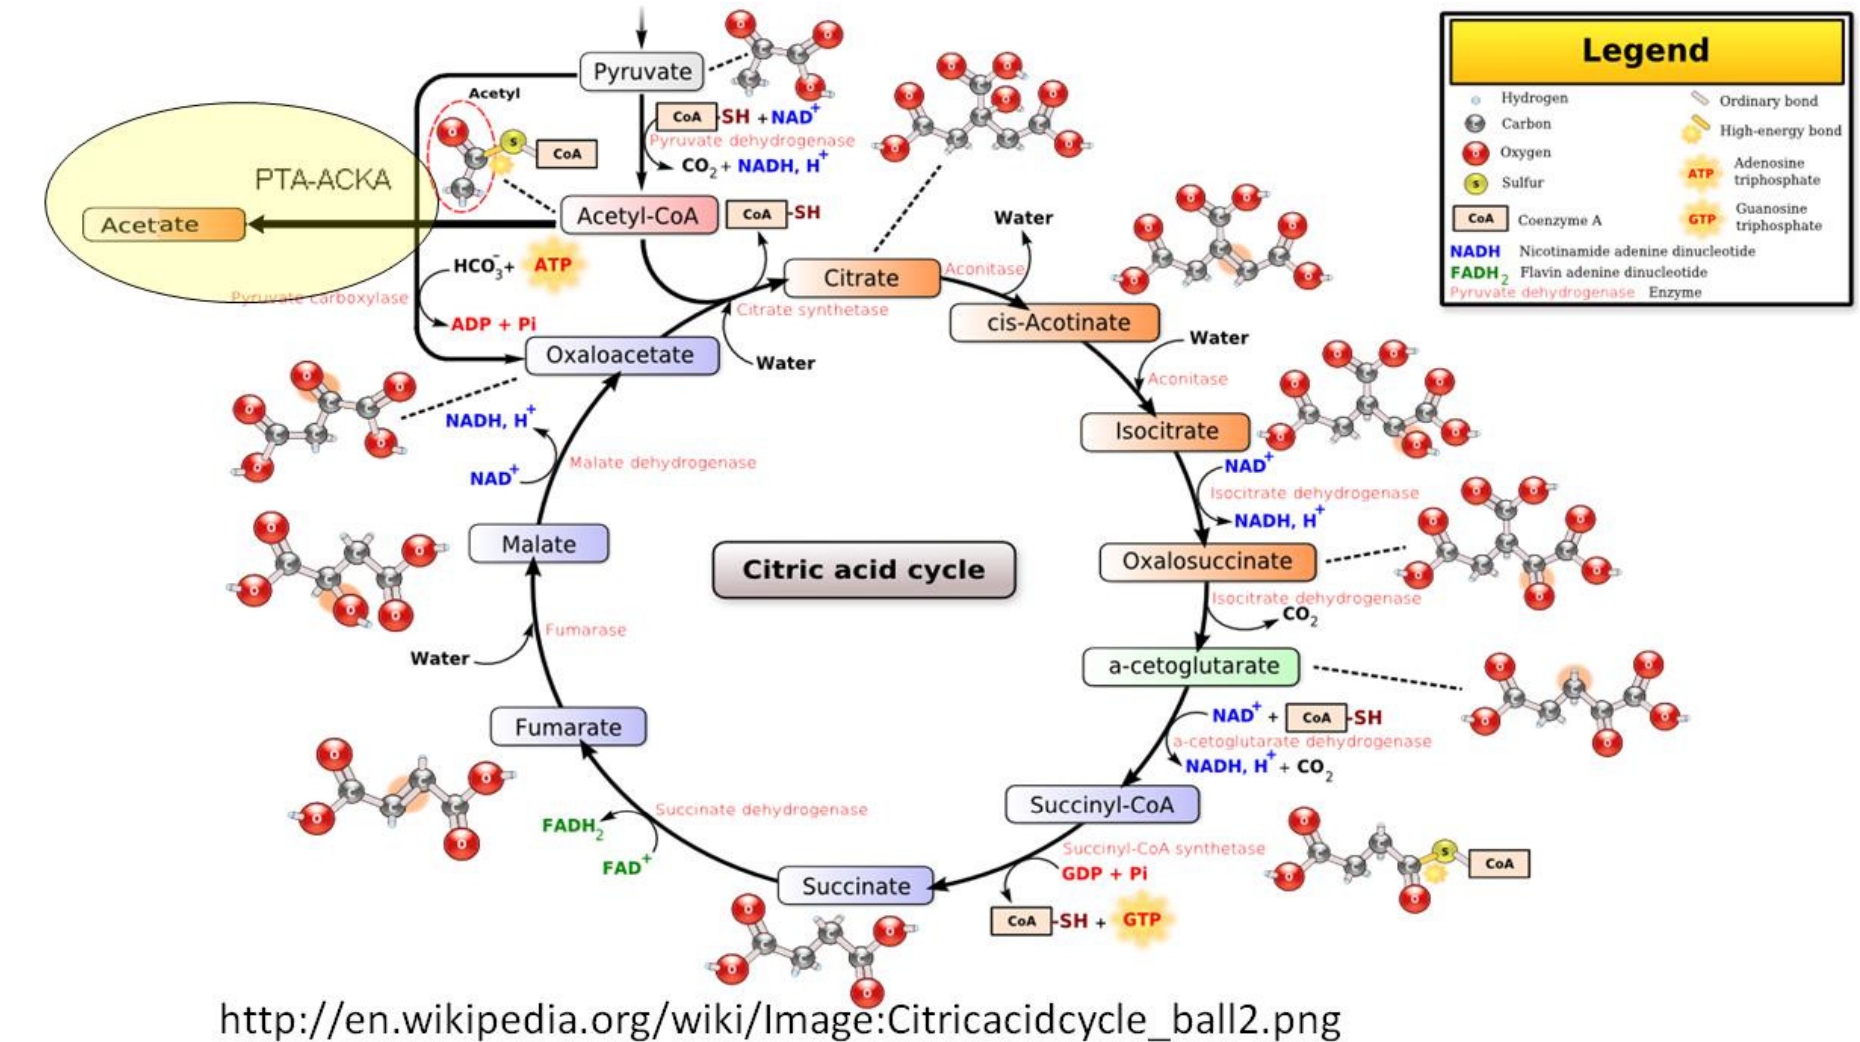 Legend
Hydrogen
Carbon
Oxygen
S Sulfur
CoA Coenzyme A
NADH Nicotinamide adenine dinucleotide
FADH2 Flavin adenine dinucleotide
Pyruvate dehydrogenase Enzyme
Ordinary bond
High-energy bond
ATP Adenosine
triphosphate
GTP Guanosine
triphosphate
Pyruvate
CoA-SH + NAD+
Pyruvate dehydrogenase
CO2 + NADH, H+
Acetyl
S CoA
PTA-ACKA
Acetate
Acetyl-CoA
CoA-SH
HCO3- + ATP
Pyruvate carboxylase
ADP + Pi
Citrate
Citrate synthetase
Water
Aconitase
Water
cis-Acotinate
Water
Aconitase
Isocitrate
NAD+
Isocitrate dehydrogenase
NADH, H+
Oxalosuccinate
Isocitrate dehydrogenase
CO2
a-cetoglutarate
NAD+ + CoA-SH
a-cetoglutarate dehydrogenase
NADH, H+ + CO2
Succinyl-CoA
S CoA
Succinyl-CoA synthetase
GDP + Pi
CoA-SH + GTP
Succinate
Succinate dehydrogenase
FADH2
FAD+
Fumarate
Fumarase
Water
Malate
Malate dehydrogenase
NADH, H+
NAD+
Oxaloacetate
Citric acid cycle
http://en.wikipedia.org/wiki/Image:Citricacidcycle_ball2.png